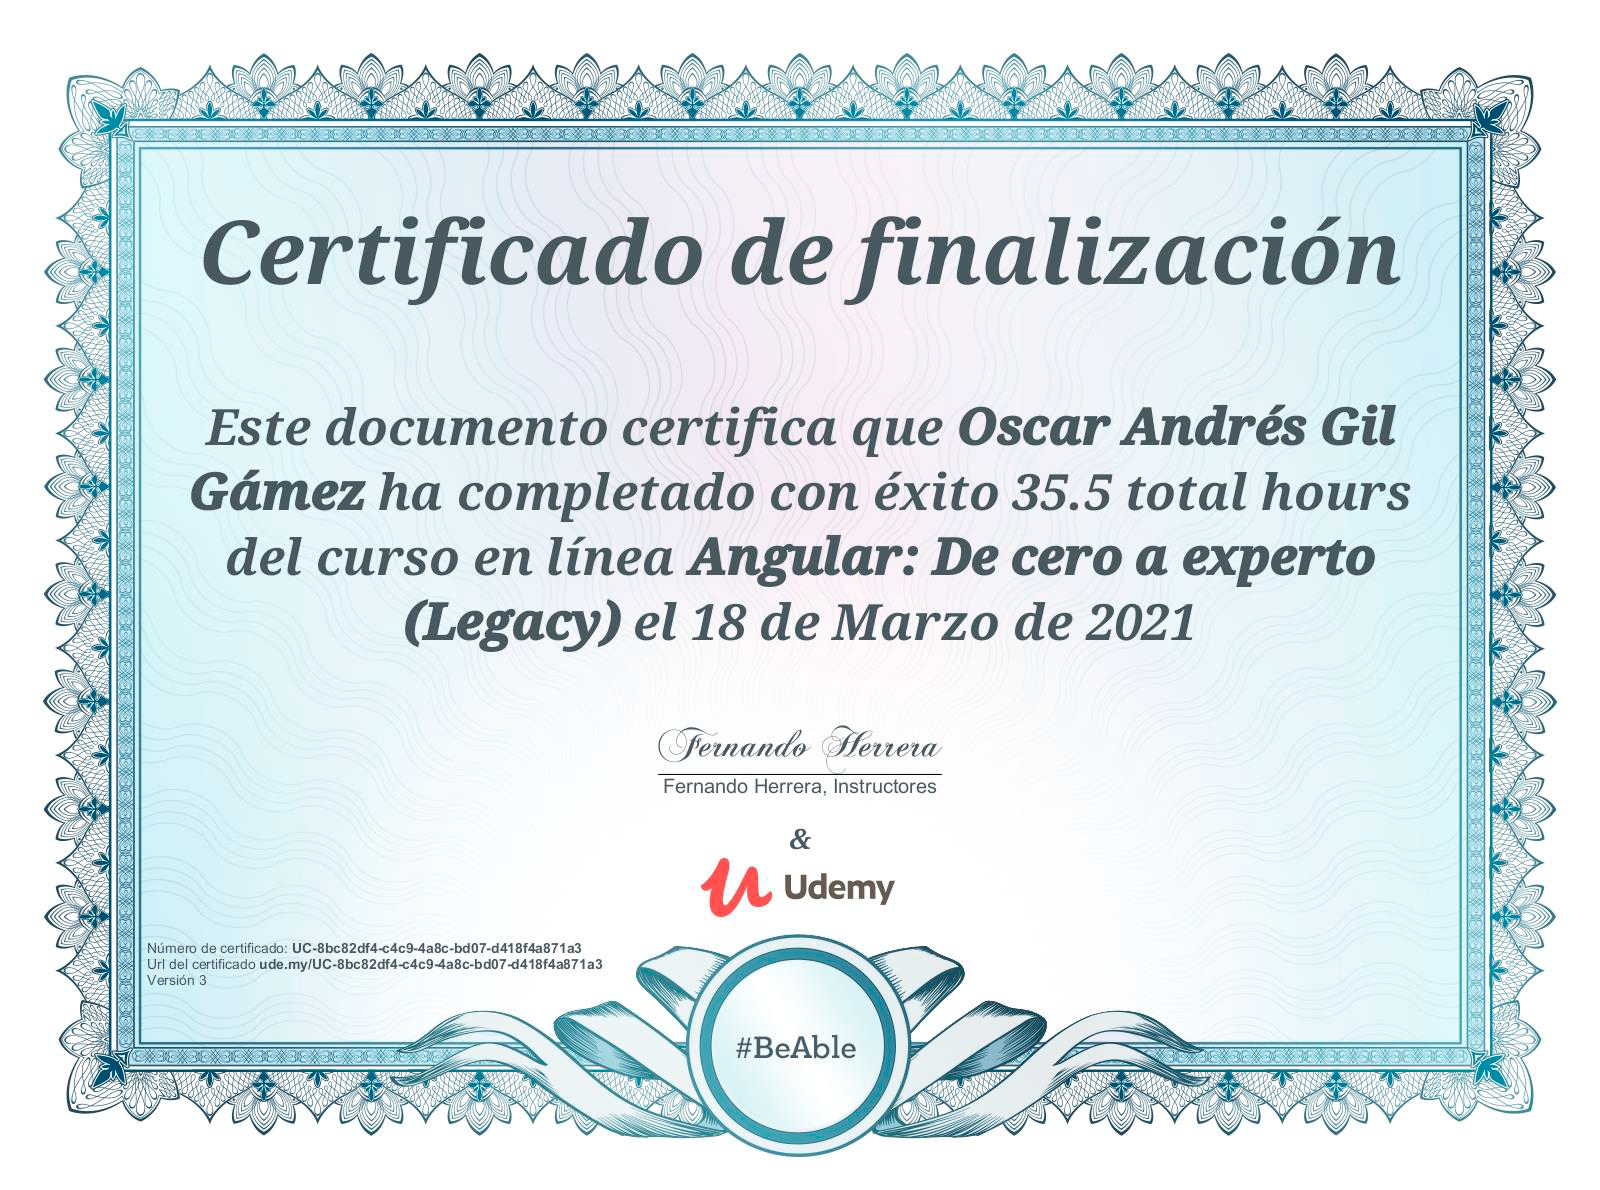 Certificado de finalización
Este documento certifica que Oscar Andrés Gil
Gámez ha completado con éxito 35.5 total hours
del curso en línea Angular: De cero a experto
(Legacy) el 18 de Marzo de 2021
Fernando Herrera
Fernando Herrera, Instructores
&
Udemy
Número de certificado: UC-8bc82df4-c4c9-4a8c-bd07-d418f4a871a3
Url del certificado ude.my/UC-8bc82df4-c4c9-4a8c-bd07-d418f4a871a3
Versión 3
#BeAble